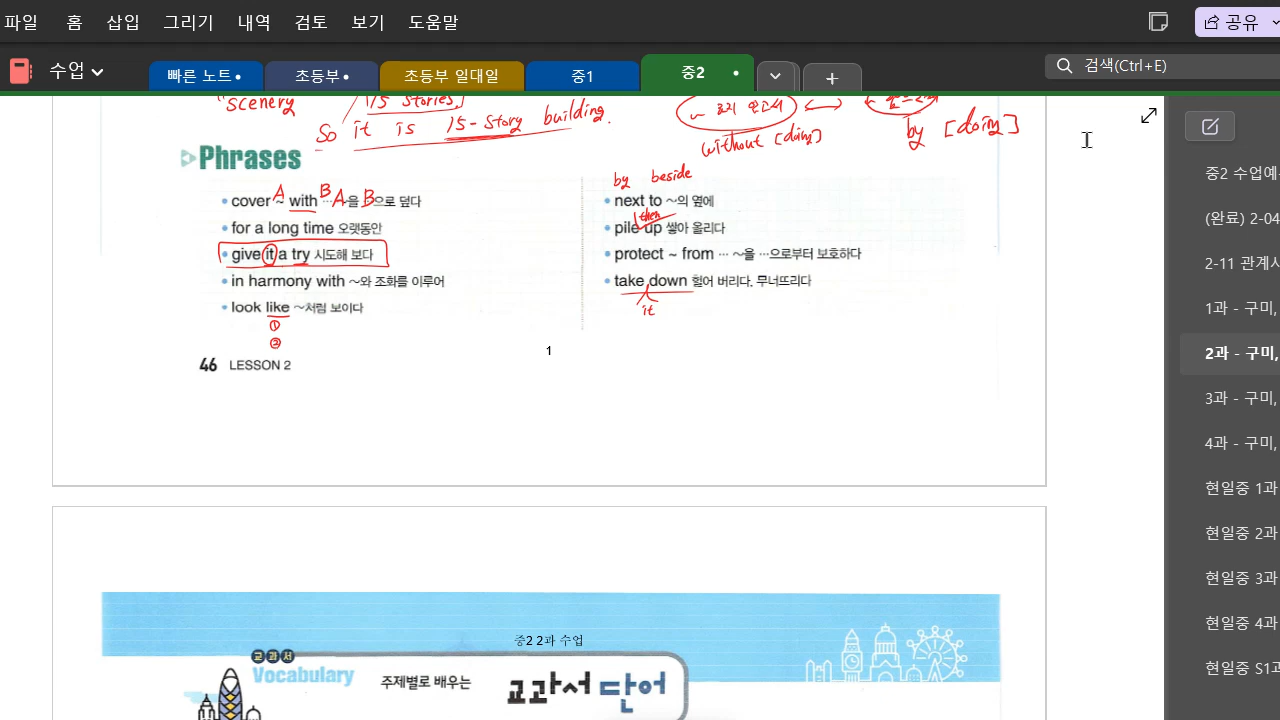 파일 홈 삽입 그리기 내역 검토 보기 도움말 공유
수업 빠른 노트 초등부 초등부 일대일 중1 중2 + 검색(Ctrl+E)
"scenery 15 stories,
So it is 15-story building.
without [doing] by [doing]
Phrases
by beside
A B A B
cover ~ with … ~을 …으로 덮다
for a long time 오랫동안
give it a try 시도해 보다
in harmony with ~와 조화를 이루어
look like ~처럼 보이다
①
②
next to ~의 옆에
them
pile up 쌓아 올리다
protect ~ from … ~을 …으로부터 보호하다
take down 헐어 버리다, 무너뜨리다
it
1
46 LESSON 2
중2 2과 수업
교과서
Vocabulary 주제별로 배우는 교과서 단어
중2 수업예
(완료) 2-04
2-11 관계사
1과 - 구미,
2과 - 구미,
3과 - 구미,
4과 - 구미,
현일중 1과
현일중 2과
현일중 3과
현일중 4과
현일중 S1과